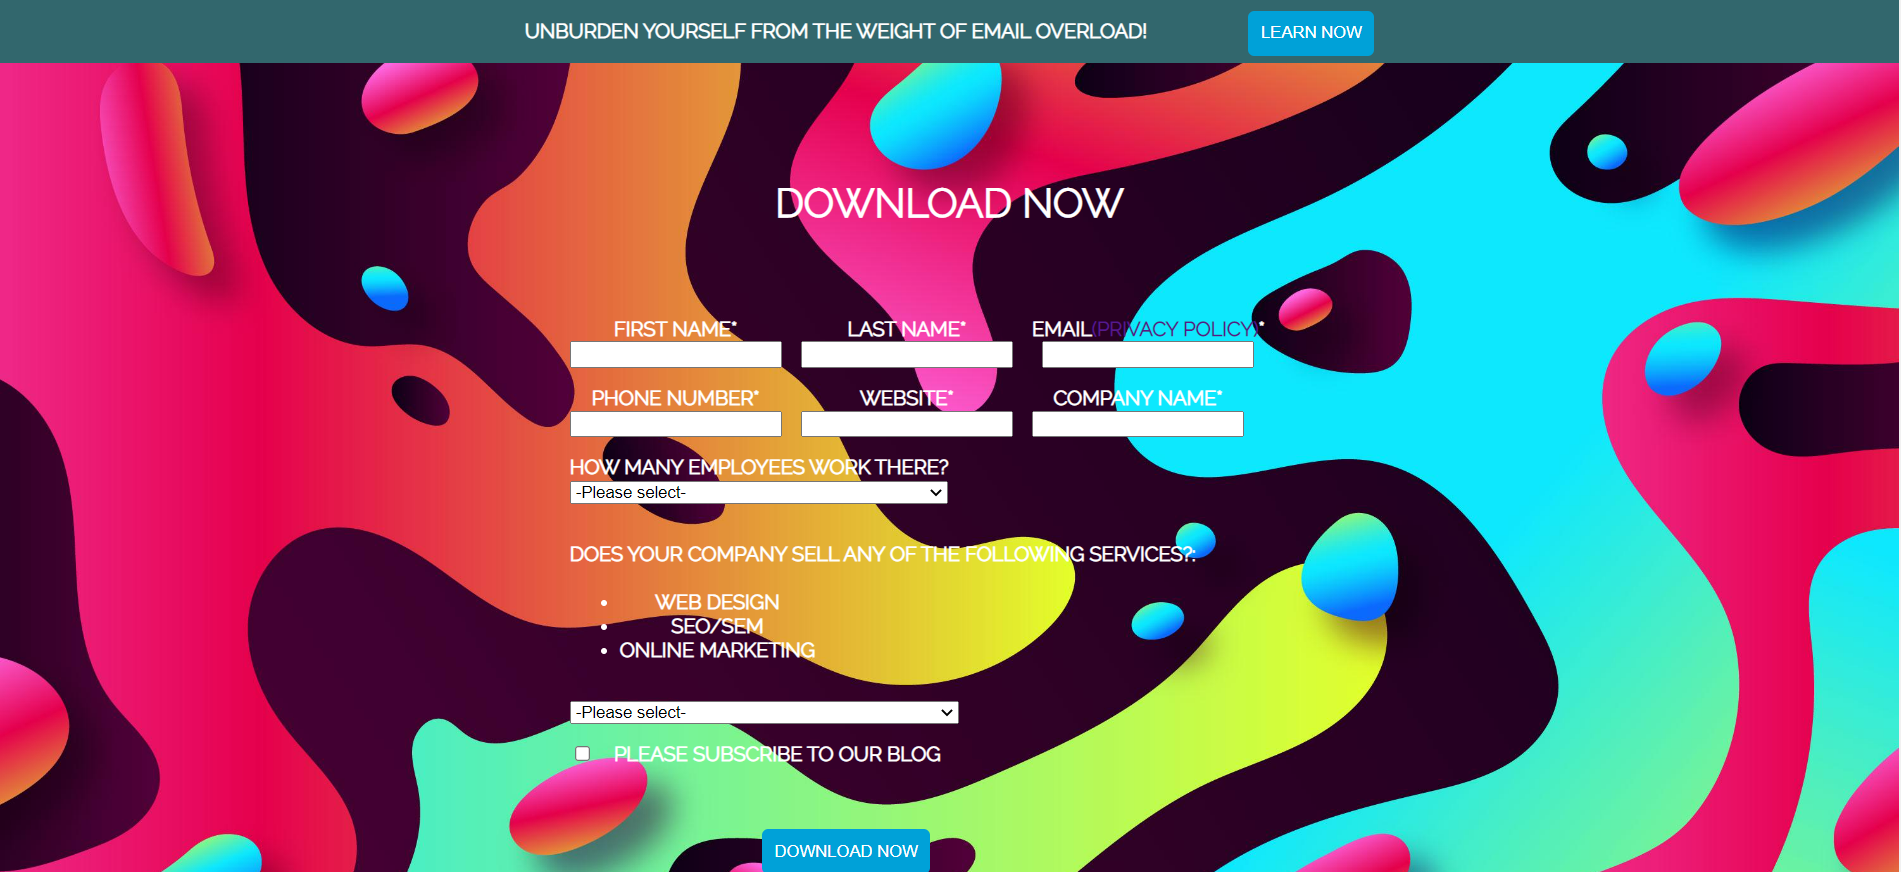 UNBURDEN YOURSELF FROM THE WEIGHT OF EMAIL OVERLOAD! LEARN NOW
DOWNLOAD NOW
FIRST NAME* LAST NAME* EMAIL(PRIVACY POLICY)*
PHONE NUMBER* WEBSITE* COMPANY NAME*
HOW MANY EMPLOYEES WORK THERE?
-Please select-
DOES YOUR COMPANY SELL ANY OF THE FOLLOWING SERVICES?:
• WEB DESIGN
• SEO/SEM
• ONLINE MARKETING
-Please select-
PLEASE SUBSCRIBE TO OUR BLOG
DOWNLOAD NOW